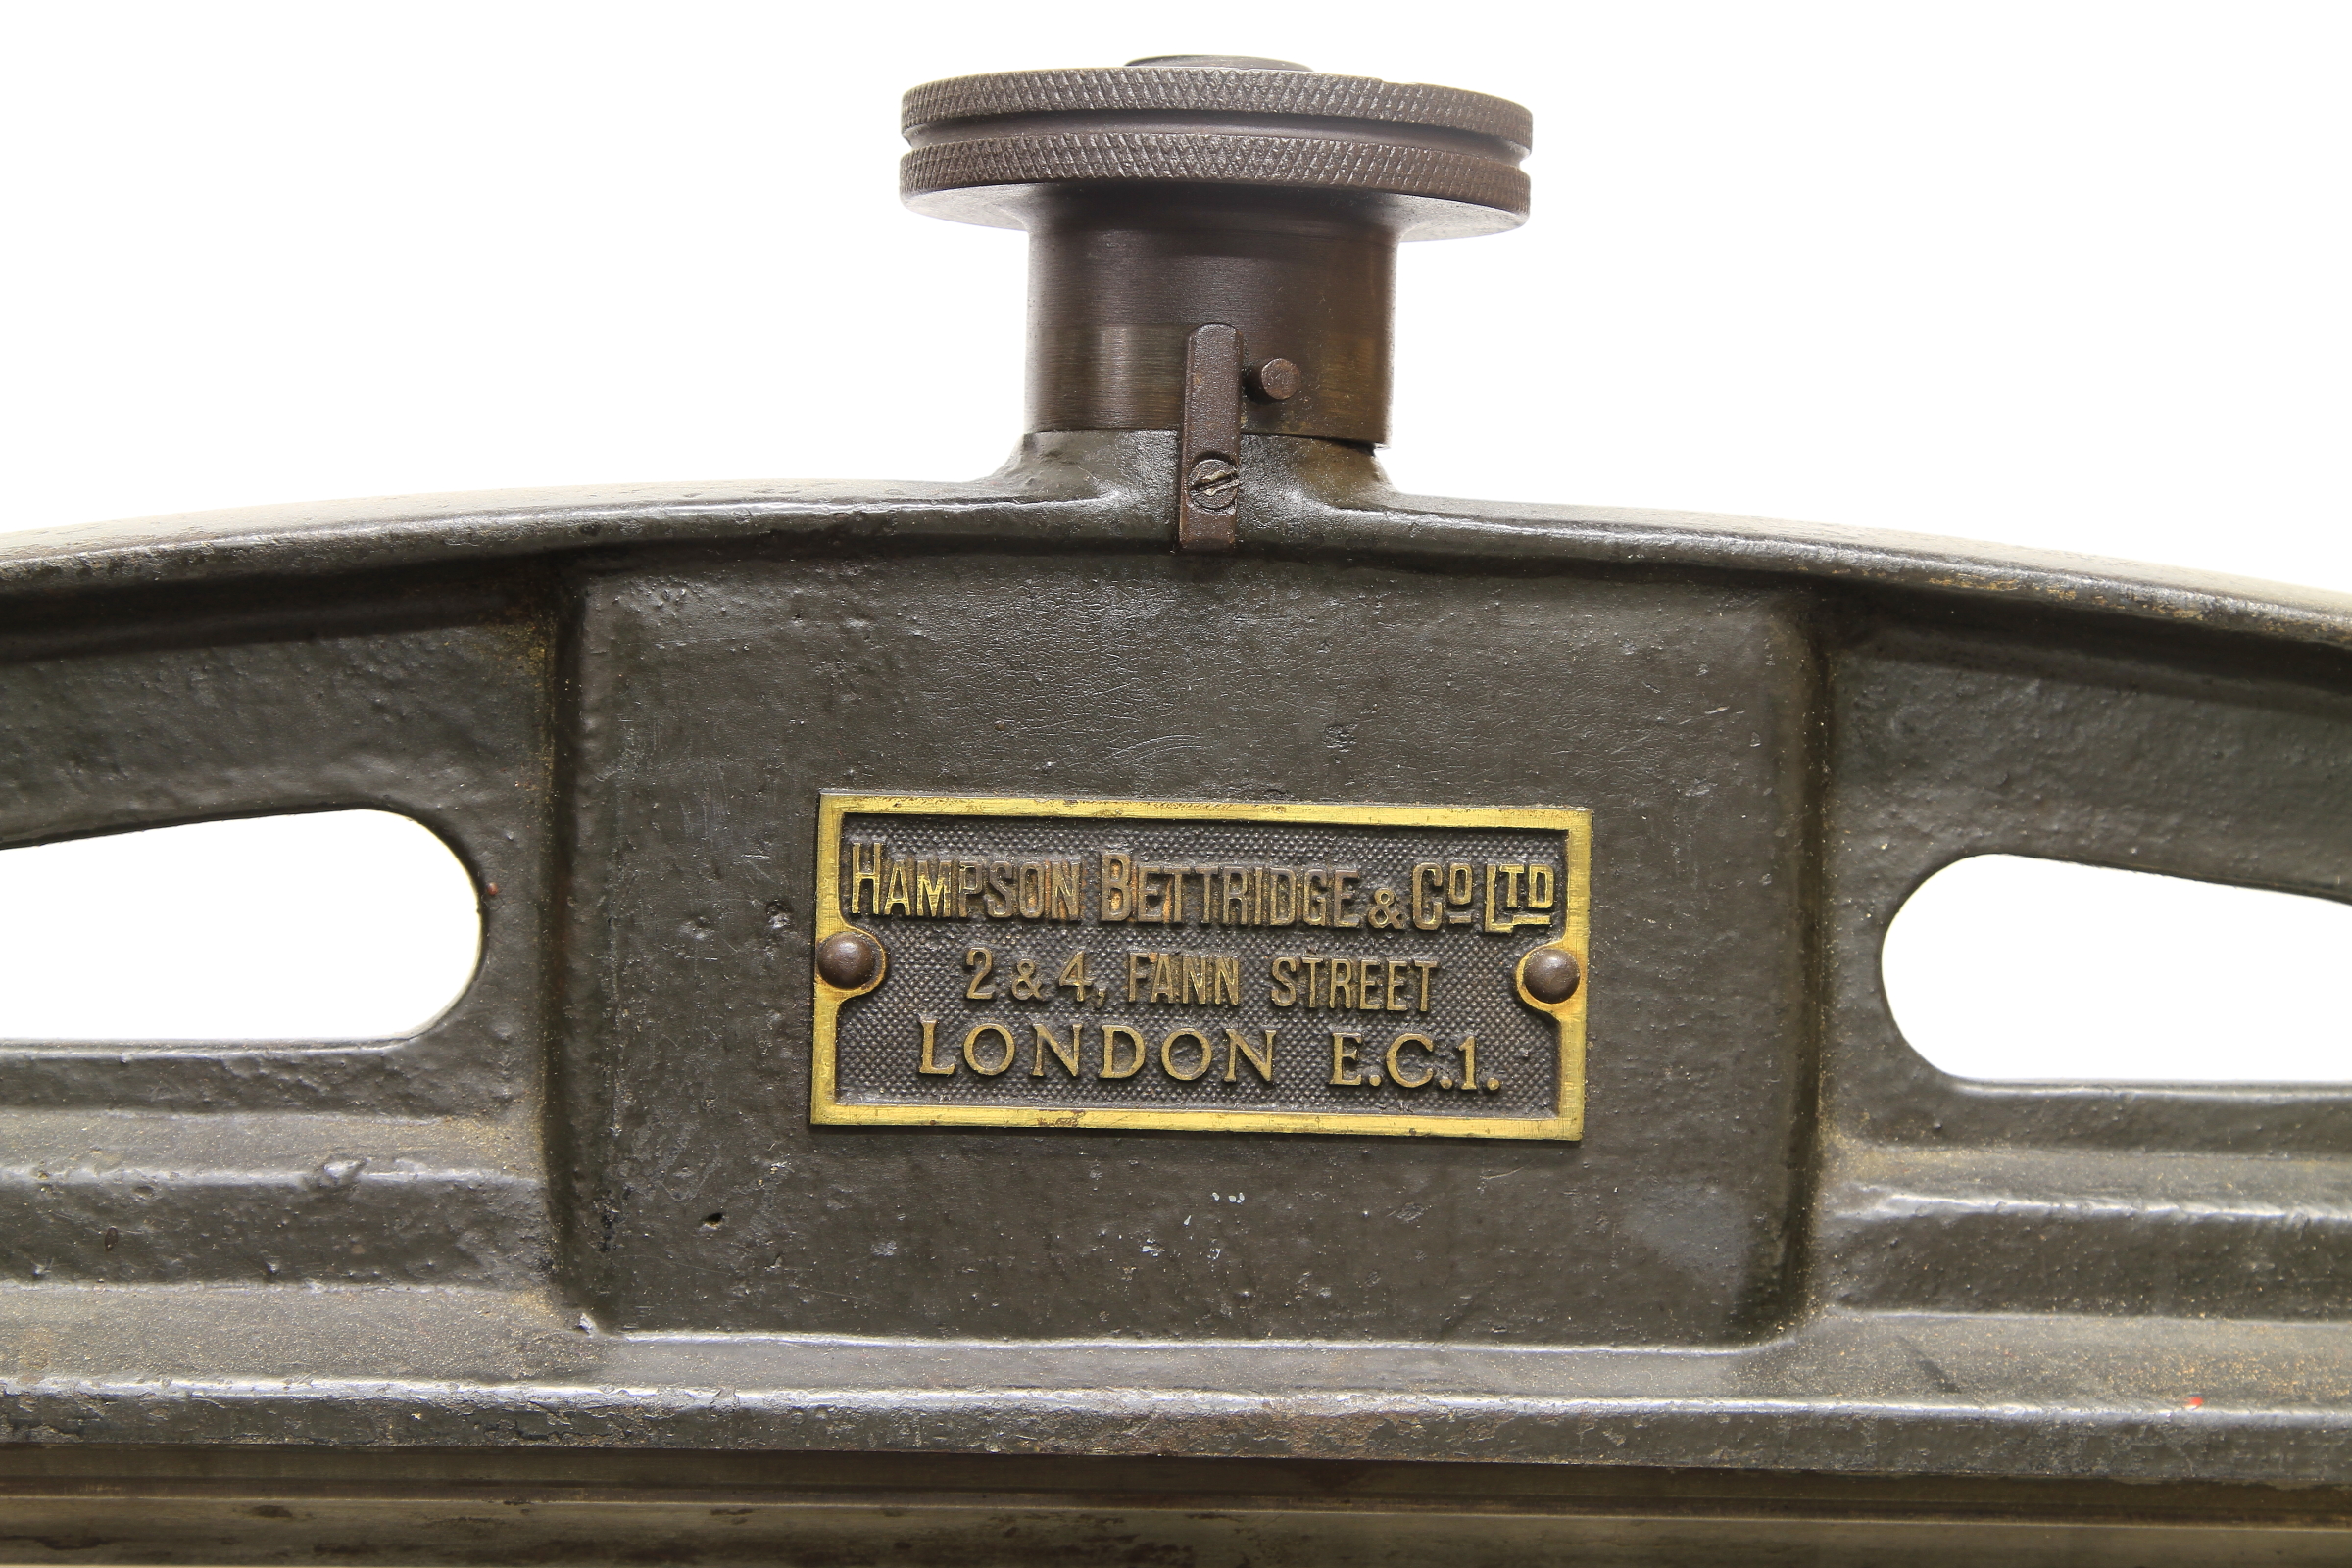 HAMPSON BETTRIDGE & CO LTD
2 & 4, FANN STREET
LONDON E.C.1.